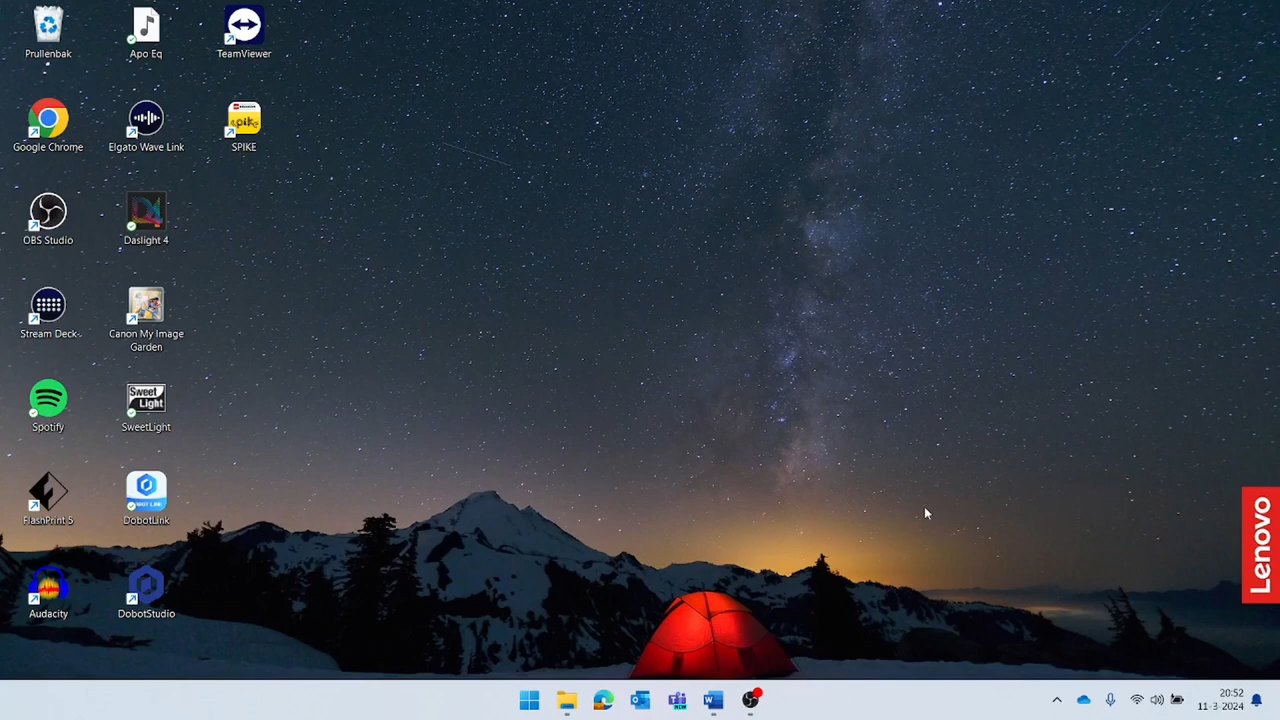 Prullenbak
Apo Eq
TeamViewer
Google Chrome
Elgato Wave Link
SPIKE
OBS Studio
Daslight 4
Stream Deck
Canon My Image
Garden
Spotify
Sweet
Light
SweetLight
FlashPrint 5
DobotLink
Audacity
DobotStudio
Lenovo
20:52
11-3-2024